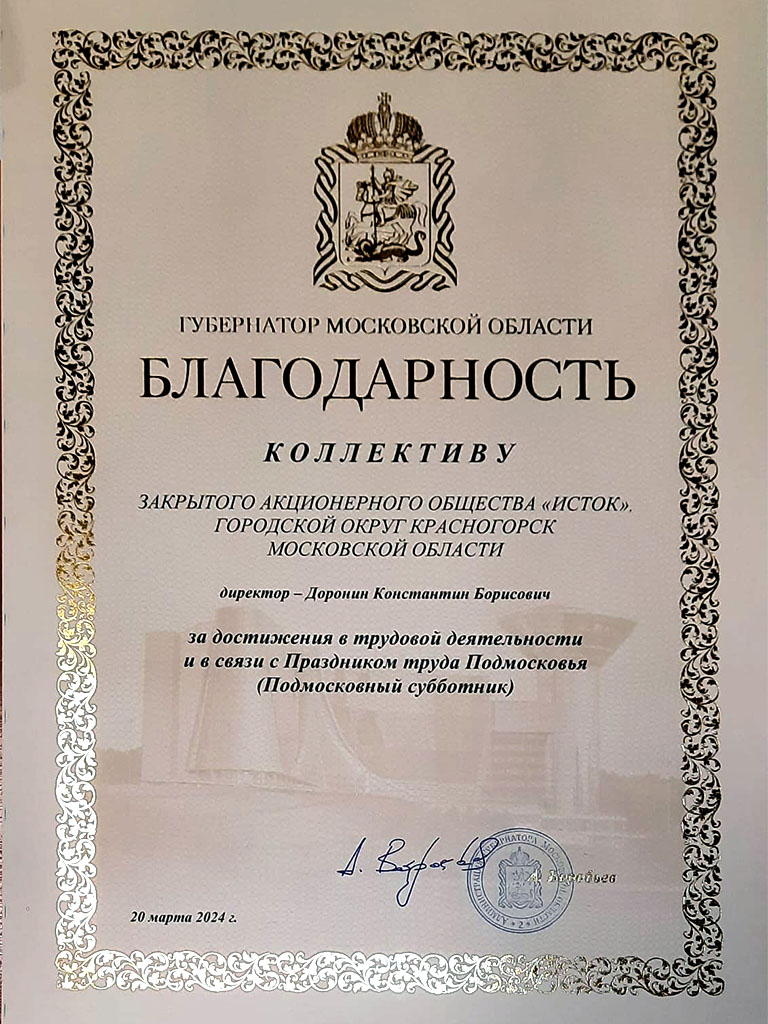 ГУБЕРНАТОР МОСКОВСКОЙ ОБЛАСТИ
БЛАГОДАРНОСТЬ
КОЛЛЕКТИВУ
ЗАКРЫТОГО АКЦИОНЕРНОГО ОБЩЕСТВА «ИСТОК».
ГОРОДСКОЙ ОКРУГ КРАСНОГОРСК
МОСКОВСКОЙ ОБЛАСТИ
директор – Доронин Константин Борисович
за достижения в трудовой деятельности
и в связи с Праздником труда Подмосковья
(Подмосковный субботник)
А. Воробьев
20 марта 2024 г.